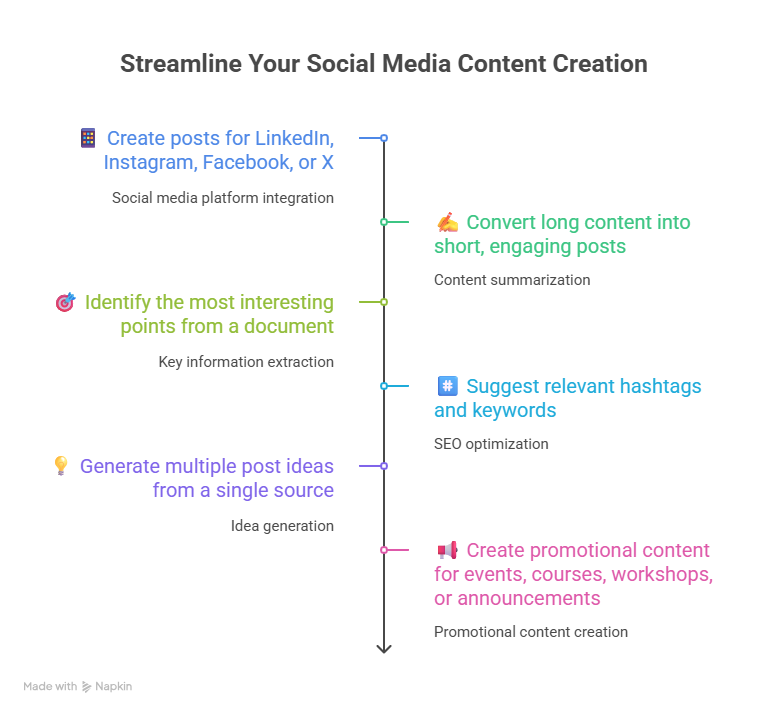 Streamline Your Social Media Content Creation
📱 Create posts for LinkedIn,
Instagram, Facebook, or X
Social media platform integration
✍️ Convert long content into
short, engaging posts
Content summarization
🎯 Identify the most interesting
points from a document
Key information extraction
#️⃣ Suggest relevant hashtags
and keywords
SEO optimization
💡 Generate multiple post ideas
from a single source
Idea generation
📢 Create promotional content
for events, courses, workshops,
or announcements
Promotional content creation
Made with Napkin